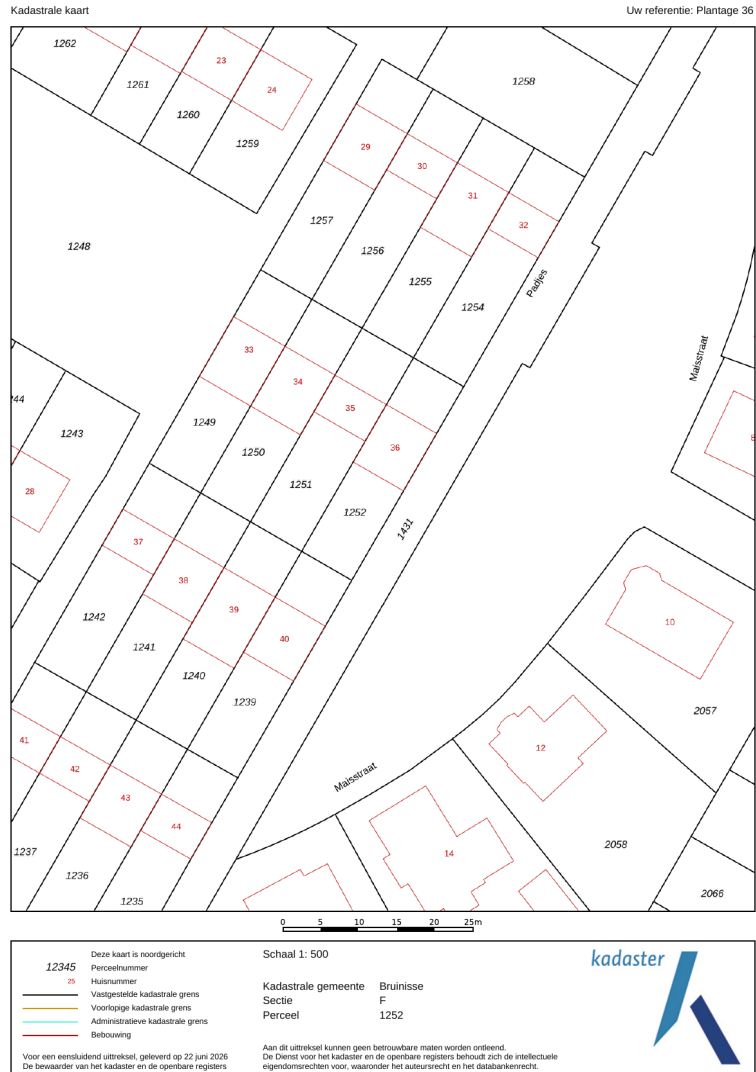 Kadastrale kaart
Uw referentie: Plantage 36
1262
23
1258
1261
24
1260
1259
29
30
31
32
1257
1248
1256
1255
Padjes
1254
Maisstraat
33
34
35
36
44
1243
1249
1250
28
1251
1252
1431
37
38
39
40
10
1242
1241
1240
1239
2057
41
42
43
44
12
Maisstraat
14
1237
1236
1235
2058
2066
0 5 10 15 20 25m
Deze kaart is noordgericht
12345 Perceelnummer
25 Huisnummer
Vastgestelde kadastrale grens
Voorlopige kadastrale grens
Administratieve kadastrale grens
Bebouwing
Voor een eensluidend uittreksel, geleverd op 22 juni 2026
De bewaarder van het kadaster en de openbare registers
Schaal 1: 500
Kadastrale gemeente Bruinisse
Sectie F
Perceel 1252
Aan dit uittreksel kunnen geen betrouwbare maten worden ontleend.
De Dienst voor het kadaster en de openbare registers behoudt zich de intellectuele
eigendomsrechten voor, waaronder het auteursrecht en het databankenrecht.
kadaster